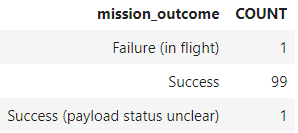 mission_outcome COUNT
Failure (in flight) 1
Success 99
Success (payload status unclear) 1